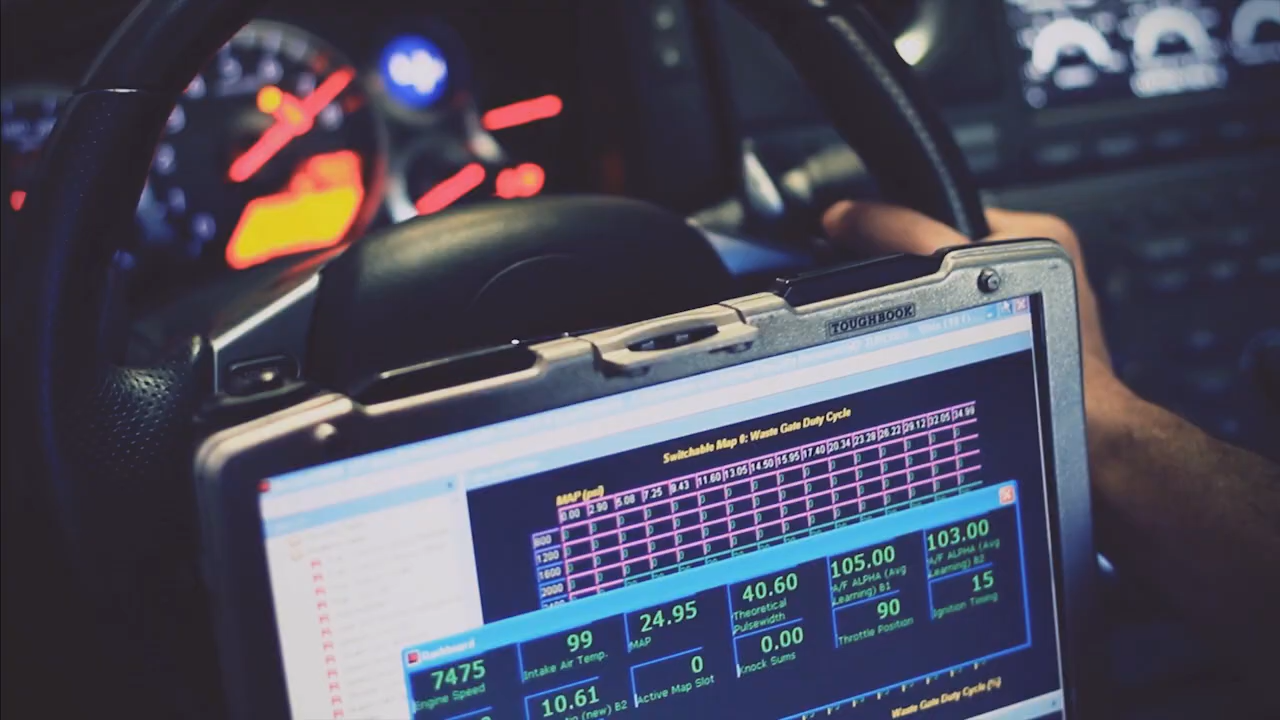 TOUGHBOOK
Switchable Map 0: Waste Gate Duty Cycle
MAP (psi)
0.00 2.90 5.08 7.25 9.43 11.60 13.05 14.50 15.95 17.40 20.34 23.28 26.22 29.12 32.05 34.99
800
1200
1600
2000
Dashboard
7475
Engine Speed
99
Intake Air Temp.
24.95
MAP
40.60
Theoretical
Pulsewidth
105.00
A/F ALPHA (Avg
Learning) B1
103.00
A/F ALPHA (Avg
Learning) B2
10.61
(new) B2
0
Active Map Slot
0.00
Knock Sums
90
Throttle Position
15
Ignition Timing
Waste Gate Duty Cycle (%)